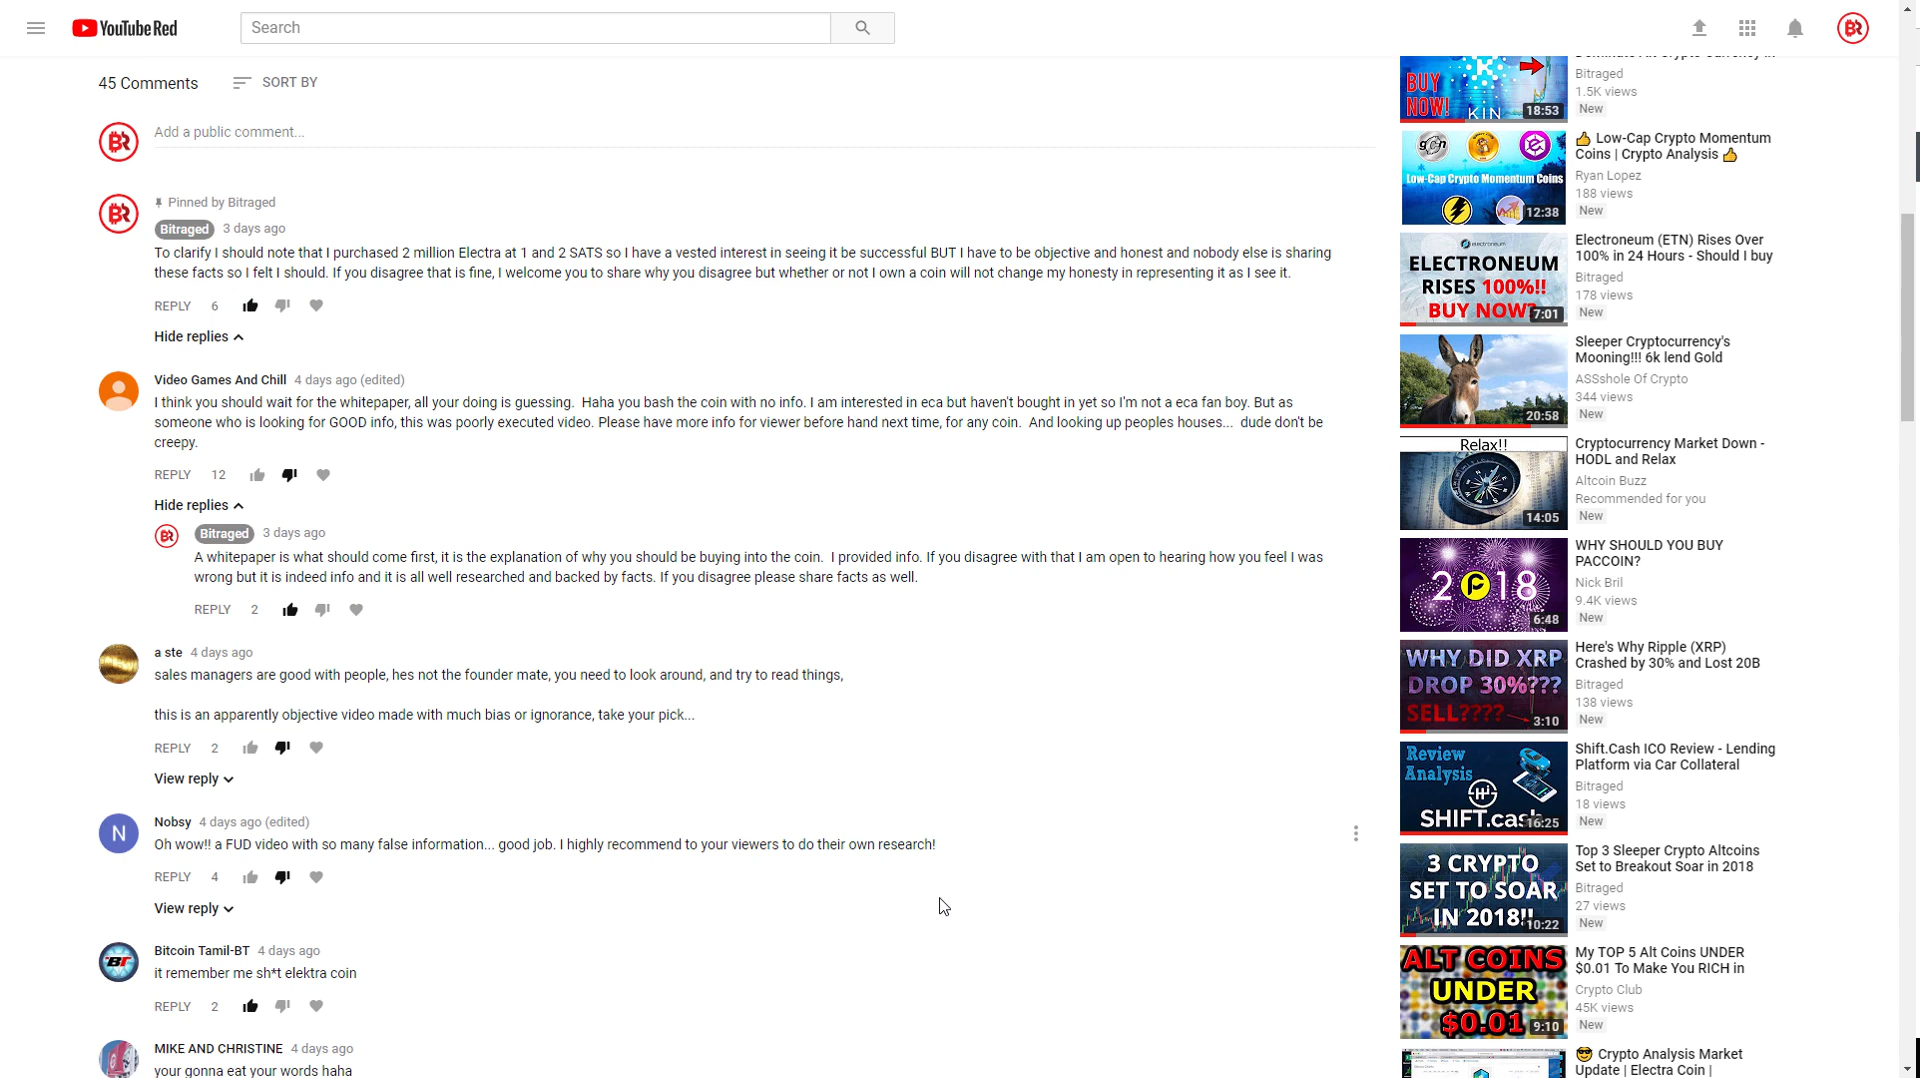 YouTube Red
Search
45 Comments
SORT BY
Add a public comment...
Pinned by Bitraged
Bitraged 3 days ago
To clarify I should note that I purchased 2 million Electra at 1 and 2 SATS so I have a vested interest in seeing it be successful BUT I have to be objective and honest and nobody else is sharing
these facts so I felt I should. If you disagree that is fine, I welcome you to share why you disagree but whether or not I own a coin will not change my honesty in representing it as I see it.
REPLY 6
Hide replies
Video Games And Chill 4 days ago (edited)
I think you should wait for the whitepaper, all your doing is guessing. Haha you bash the coin with no info. I am interested in eca but haven't bought in yet so I'm not a eca fan boy. But as
someone who is looking for GOOD info, this was poorly executed video. Please have more info for viewer before hand next time, for any coin. And looking up peoples houses... dude don't be
creepy.
REPLY 12
Hide replies
Bitraged 3 days ago
A whitepaper is what should come first, it is the explanation of why you should be buying into the coin. I provided info. If you disagree with that I am open to hearing how you feel I was
wrong but it is indeed info and it is all well researched and backed by facts. If you disagree please share facts as well.
REPLY 2
a ste 4 days ago
sales managers are good with people, hes not the founder mate, you need to look around, and try to read things,
this is an apparently objective video made with much bias or ignorance, take your pick...
REPLY 2
View reply
N
Nobsy 4 days ago (edited)
Oh wow!! a FUD video with so many false information... good job. I highly recommend to your viewers to do their own research!
REPLY 4
View reply
BT
Bitcoin Tamil-BT 4 days ago
it remember me sh*t elektra coin
REPLY 2
MIKE AND CHRISTINE 4 days ago
your gonna eat your words haha
BUY
NOW!
KIN
18:53
Bitraged
1.5K views
New
gcn
Low-Cap Crypto Momentum Coins
12:38
👍 Low-Cap Crypto Momentum
Coins | Crypto Analysis 👍
Ryan Lopez
188 views
New
electroneum
ELECTRONEUM
RISES 100%!!
BUY NOW?
7:01
Electroneum (ETN) Rises Over
100% in 24 Hours - Should I buy
Bitraged
178 views
New
20:58
Sleeper Cryptocurrency's
Mooning!!! 6k lend Gold
ASSshole Of Crypto
344 views
New
Relax!!
14:05
Cryptocurrency Market Down -
HODL and Relax
Altcoin Buzz
Recommended for you
New
2018
6:48
WHY SHOULD YOU BUY
PACCOIN?
Nick Bril
9.4K views
New
WHY DID XRP
DROP 30%???
SELL????
3:10
Here's Why Ripple (XRP)
Crashed by 30% and Lost 20B
Bitraged
138 views
New
Review
Analysis
SHIFT.cash
16:25
Shift.Cash ICO Review - Lending
Platform via Car Collateral
Bitraged
18 views
New
3 CRYPTO
SET TO SOAR
IN 2018!!
10:22
Top 3 Sleeper Crypto Altcoins
Set to Breakout Soar in 2018
Bitraged
27 views
New
ALT COINS
UNDER
$0.01
9:10
My TOP 5 Alt Coins UNDER
$0.01 To Make You RICH in
Crypto Club
45K views
New
😎 Crypto Analysis Market
Update | Electra Coin |